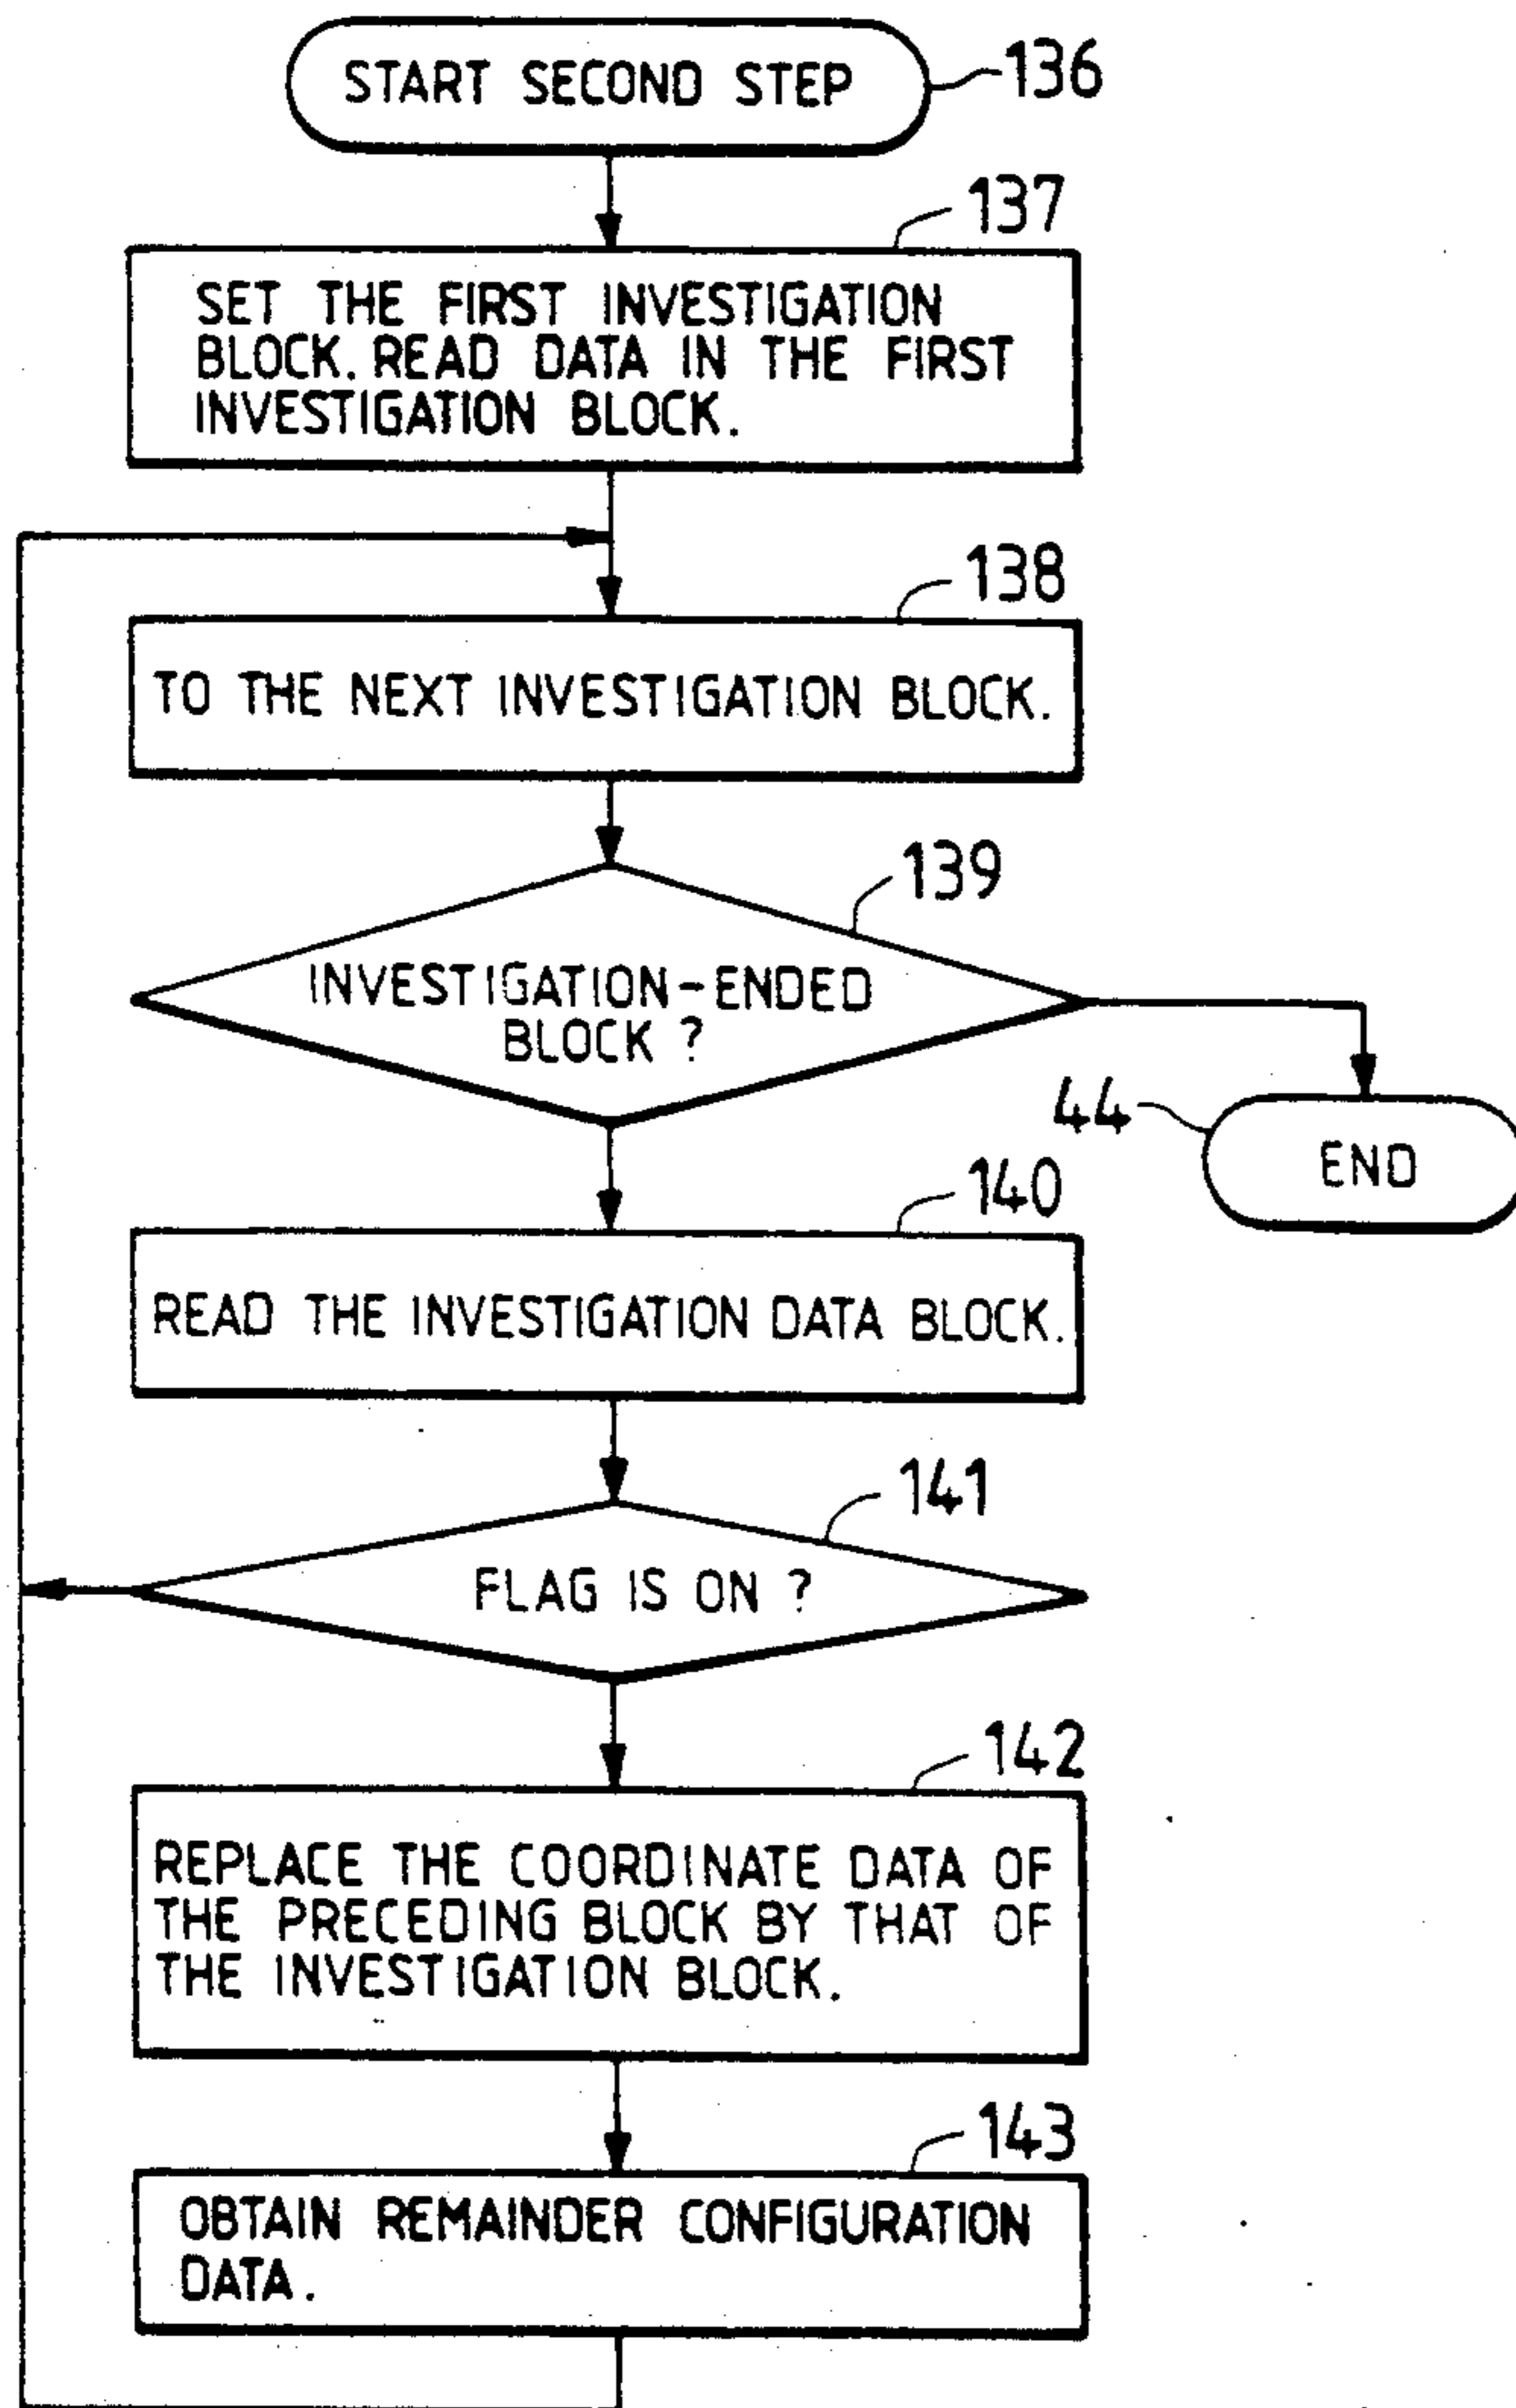 START SECOND STEP
136
137
SET THE FIRST INVESTIGATION
BLOCK. READ DATA IN THE FIRST
INVESTIGATION BLOCK.
138
TO THE NEXT INVESTIGATION BLOCK.
139
INVESTIGATION-ENDED
BLOCK ?
44
END
140
READ THE INVESTIGATION DATA BLOCK.
141
FLAG IS ON ?
142
REPLACE THE COORDINATE DATA OF
THE PRECEDING BLOCK BY THAT OF
THE INVESTIGATION BLOCK.
143
OBTAIN REMAINDER CONFIGURATION
DATA.